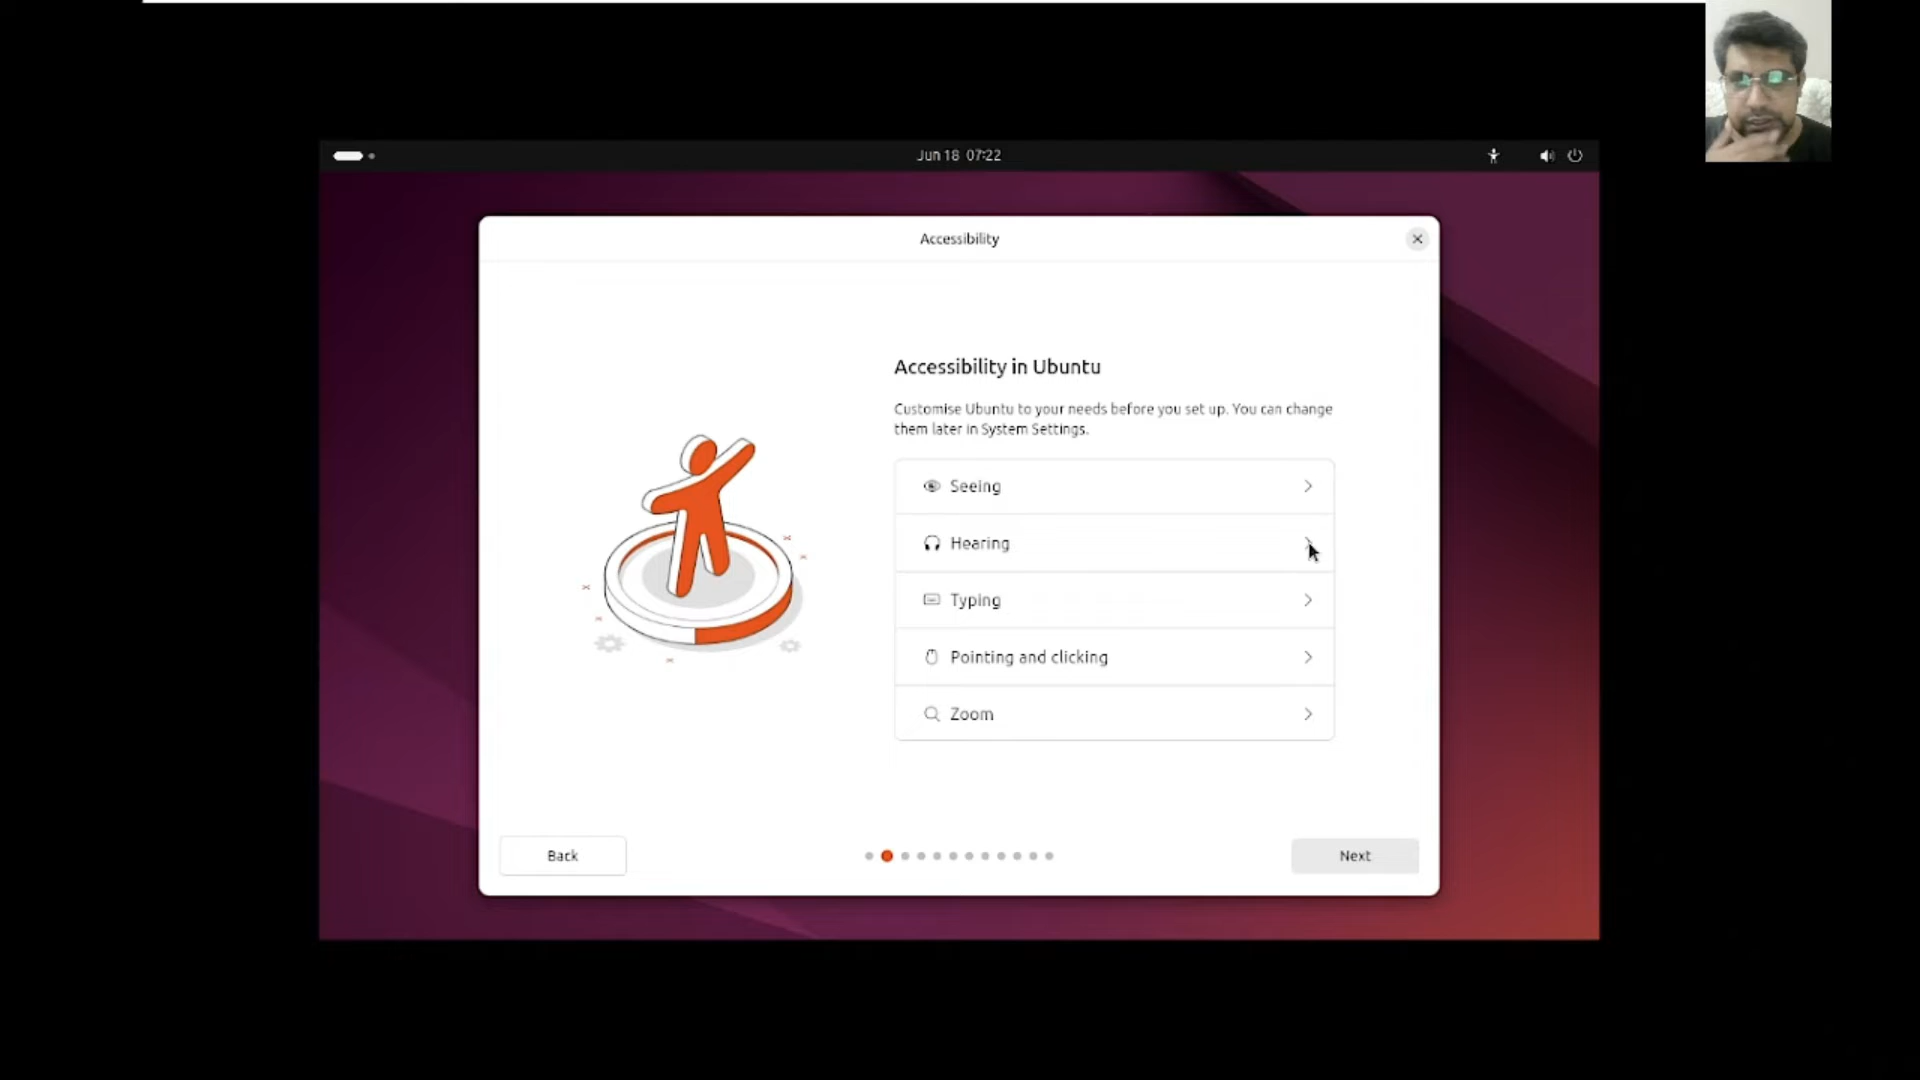 Jun 18 07:22
Accessibility
Accessibility in Ubuntu
Customise Ubuntu to your needs before you set up. You can change
them later in System Settings.
Seeing
Hearing
Typing
Pointing and clicking
Zoom
Back
Next